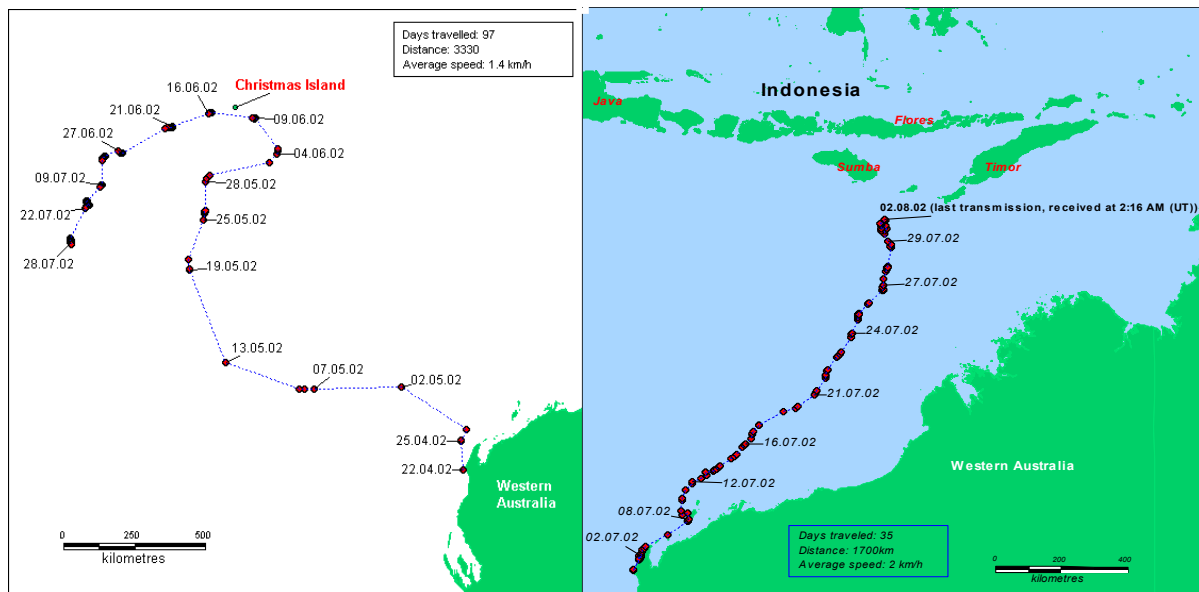 Days travelled: 97
Distance: 3330
Average speed: 1.4 km/h
Christmas Island
16.06.02
21.06.02
09.06.02
27.06.02
04.06.02
09.07.02
28.05.02
22.07.02
25.05.02
28.07.02
19.05.02
13.05.02
07.05.02
02.05.02
25.04.02
22.04.02
Western
Australia
0 250 500
kilometres
Indonesia
Java
Flores
Sumba
Timor
02.08.02 (last transmission, received at 2:16 AM (UT))
29.07.02
27.07.02
24.07.02
21.07.02
16.07.02
Western Australia
12.07.02
08.07.02
02.07.02
Days traveled: 35
Distance: 1700km
Average speed: 2 km/h
0 200 400
kilometres